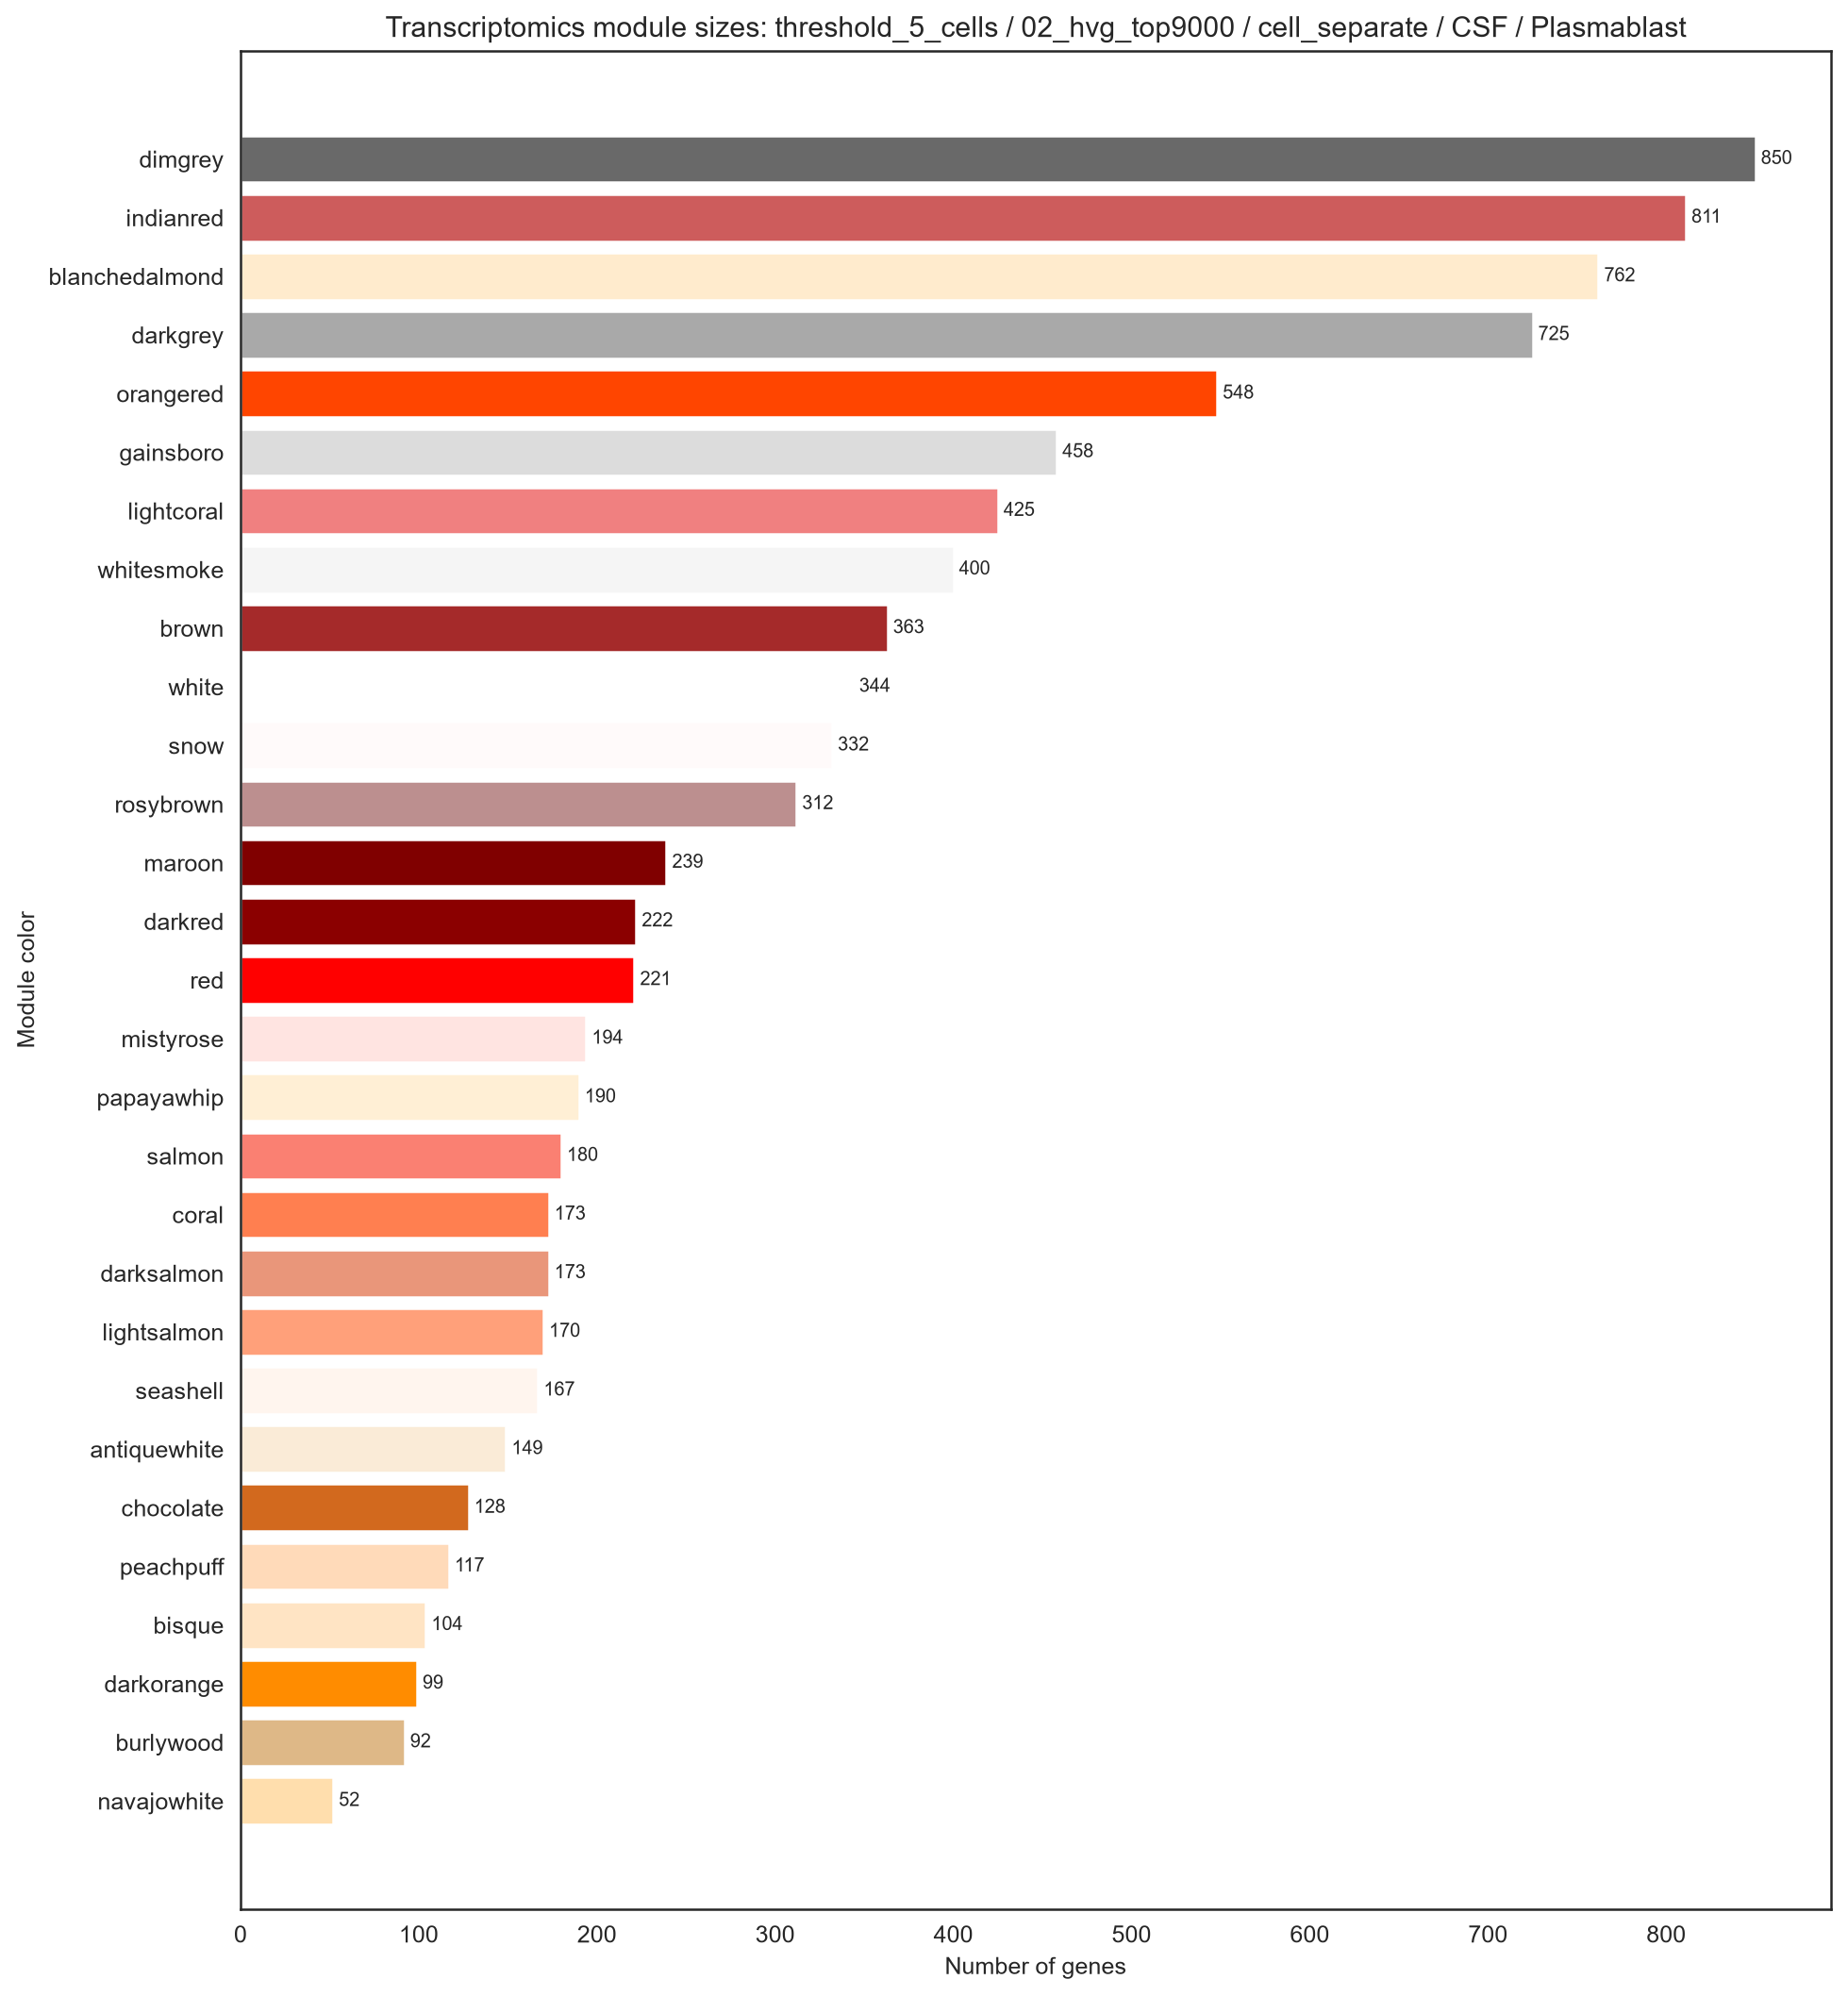 Transcriptomics module sizes: threshold_5_cells / 02_hvg_top9000 / cell_separate / CSF / Plasmablast
Module color
dimgrey 850
indianred 811
blanchedalmond 762
darkgrey 725
orangered 548
gainsboro 458
lightcoral 425
whitesmoke 400
brown 363
white 344
snow 332
rosybrown 312
maroon 239
darkred 222
red 221
mistyrose 194
papayawhip 190
salmon 180
coral 173
darksalmon 173
lightsalmon 170
seashell 167
antiquewhite 149
chocolate 128
peachpuff 117
bisque 104
darkorange 99
burlywood 92
navajowhite 52
0 100 200 300 400 500 600 700 800
Number of genes